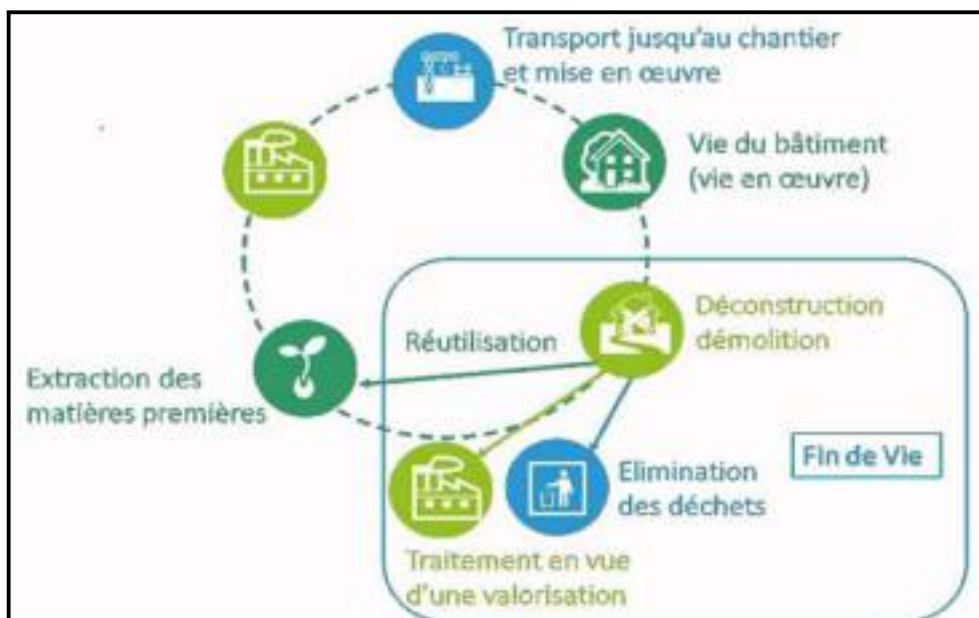 Transport jusqu'au chantier
et mise en œuvre
Vie du bâtiment
(vie en œuvre)
Déconstruction
démolition
Réutilisation
Extraction des
matières premières
Fin de Vie
Elimination
des déchets
Traitement en vue
d'une valorisation